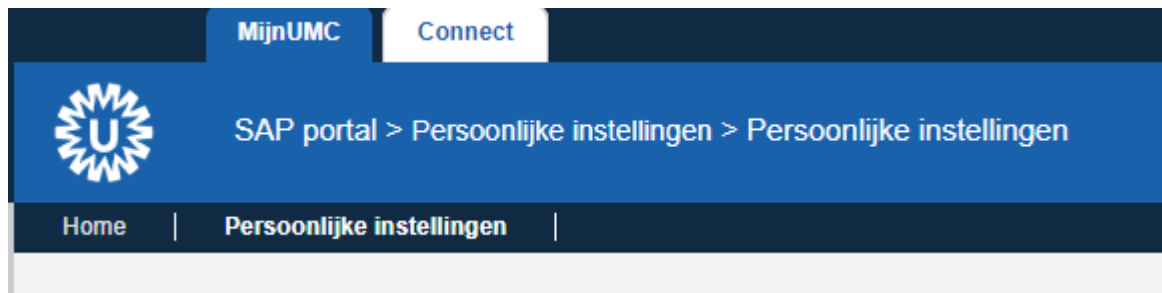 MijnUMC Connect
U
SAP portal > Persoonlijke instellingen > Persoonlijke instellingen
Home | Persoonlijke instellingen |